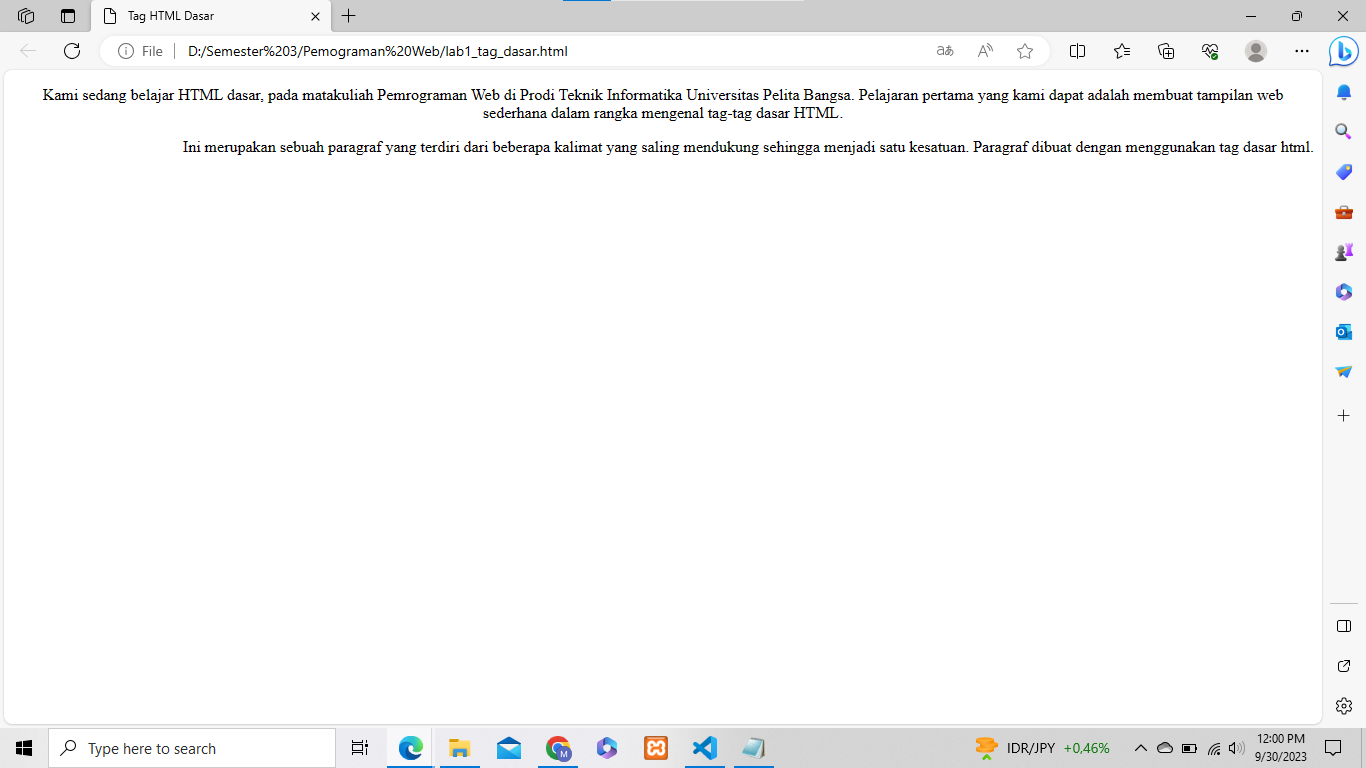 Tag HTML Dasar
File
D:/Semester%203/Pemograman%20Web/lab1_tag_dasar.html
Kami sedang belajar HTML dasar, pada matakuliah Pemrograman Web di Prodi Teknik Informatika Universitas Pelita Bangsa. Pelajaran pertama yang kami dapat adalah membuat tampilan web
sederhana dalam rangka mengenal tag-tag dasar HTML.
Ini merupakan sebuah paragraf yang terdiri dari beberapa kalimat yang saling mendukung sehingga menjadi satu kesatuan. Paragraf dibuat dengan menggunakan tag dasar html.
Type here to search
M
IDR/JPY +0,46%
12:00 PM
9/30/2023